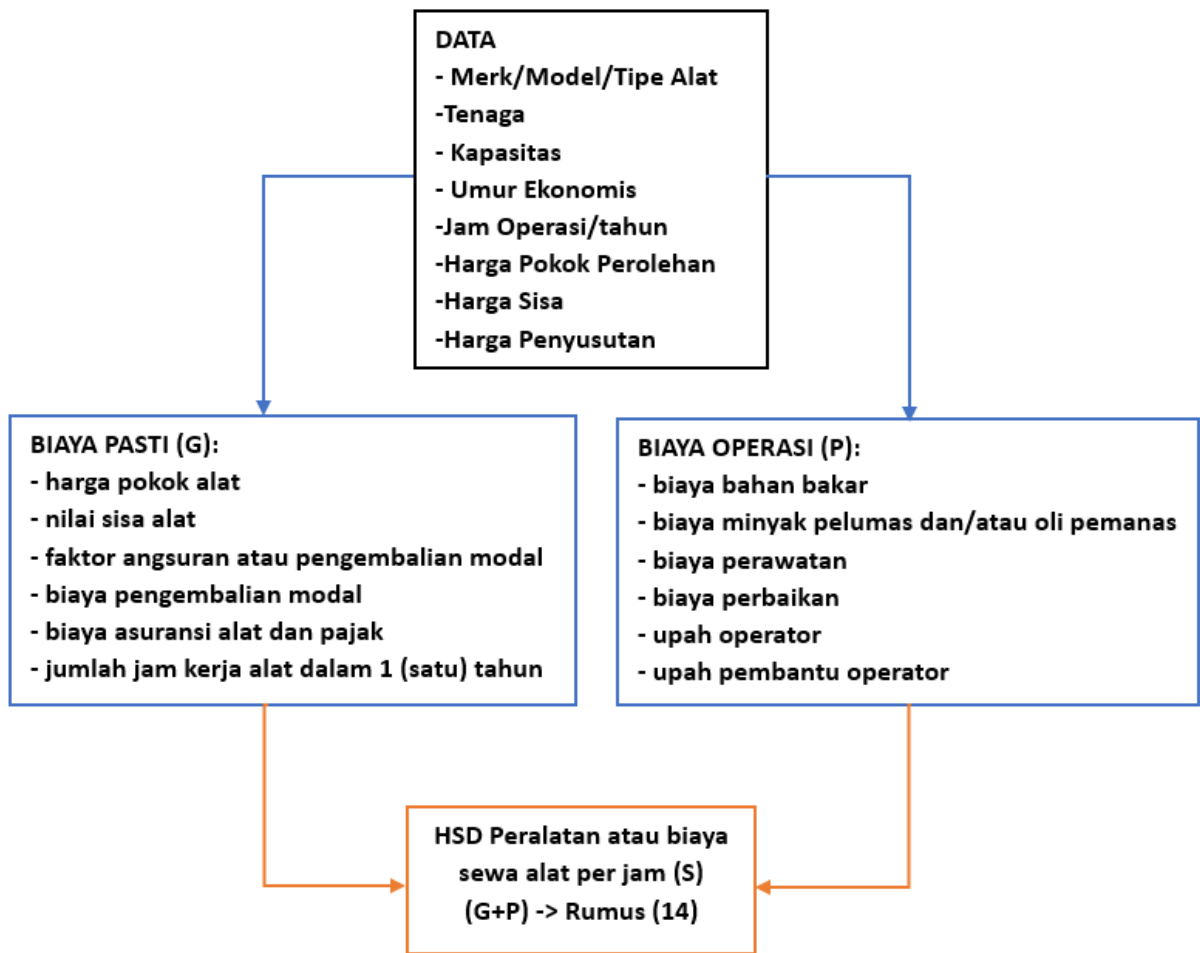 DATA
- Merk/Model/Tipe Alat
-Tenaga
- Kapasitas
- Umur Ekonomis
-Jam Operasi/tahun
-Harga Pokok Perolehan
-Harga Sisa
-Harga Penyusutan
BIAYA PASTI (G):
- harga pokok alat
- nilai sisa alat
- faktor angsuran atau pengembalian modal
- biaya pengembalian modal
- biaya asuransi alat dan pajak
- jumlah jam kerja alat dalam 1 (satu) tahun
BIAYA OPERASI (P):
- biaya bahan bakar
- biaya minyak pelumas dan/atau oli pemanas
- biaya perawatan
- biaya perbaikan
- upah operator
- upah pembantu operator
HSD Peralatan atau biaya
sewa alat per jam (S)
(G+P) -> Rumus (14)